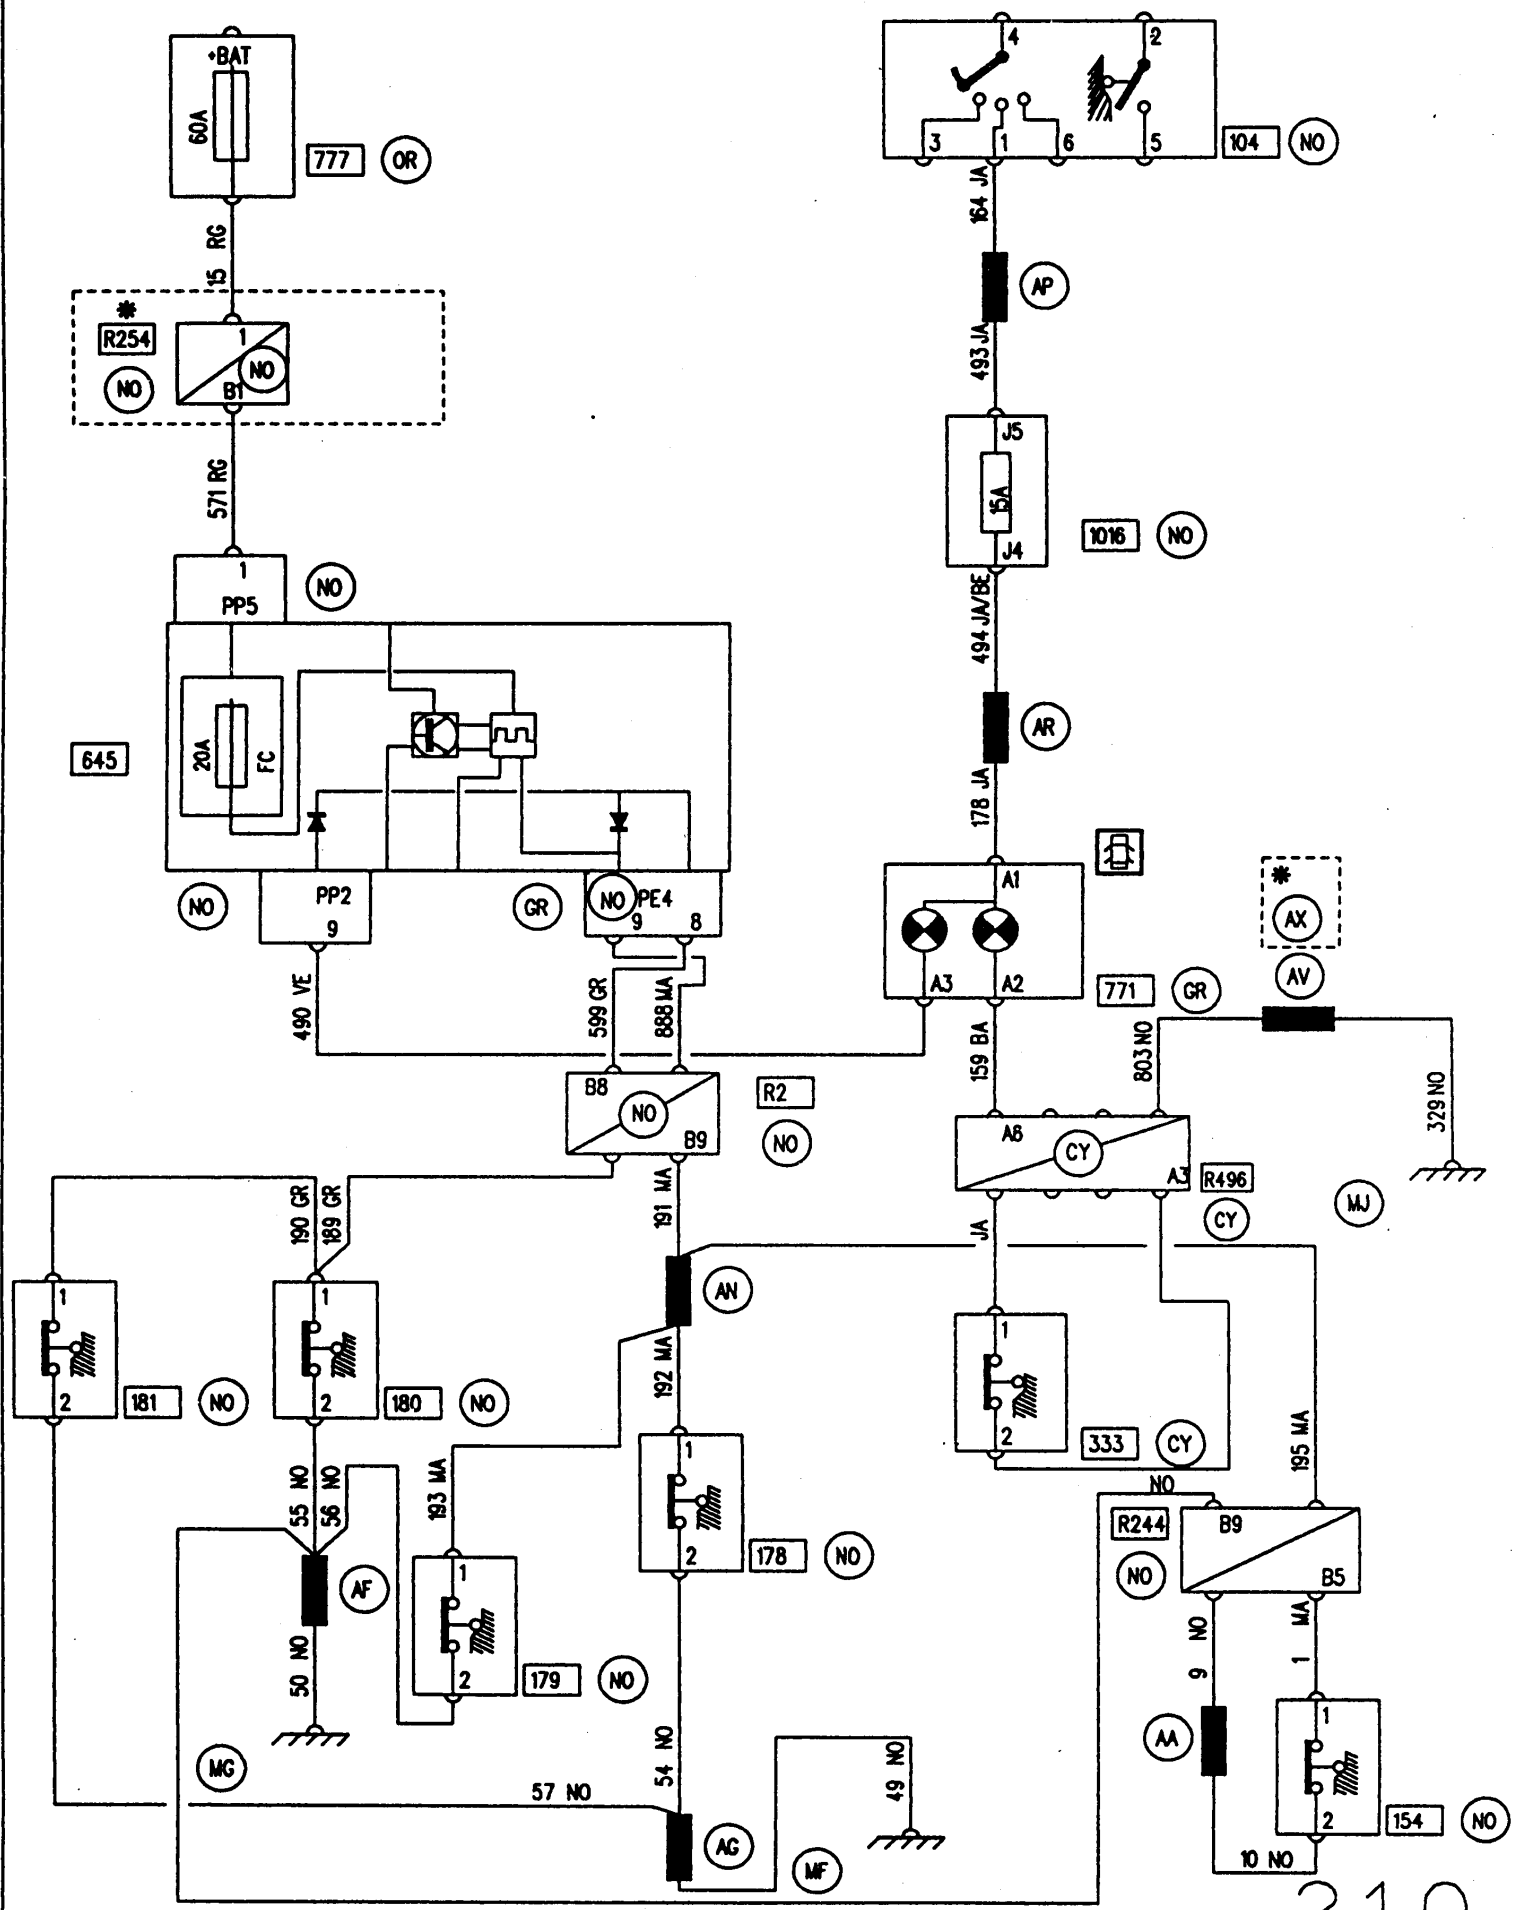 +BAT
60A
777 OR
15 RG
*
R254
NO
1
NO
B1
571 RG
1
PP5
NO
645
20A
FC
NO
PP2
9
GR
NO PE4
9 8
490 VE
599 GR
888 MA
B8
NO
B9
R2
NO
4 2
3 1 6 5
104 NO
164 JA
AP
493 JA
J5
15A
J4
1016 NO
494 JA/BE
AR
178 JA
A1
A3 A2
771 GR
*
AX
AV
159 BA
803 NO
329 NO
A6
CY
A3
R496
CY
MJ
190 GR
189 GR
191 MA
AN
JA
1
2
181 NO
1
2
180 NO
192 MA
193 MA
1
2
333 CY
195 MA
55 NO
56 NO
AF
50 NO
1
2
179 NO
1
2
178 NO
NO
R244
NO
B9
B5
9 NO
1 MA
AA
1
2
154 NO
10 NO
MG
57 NO
54 NO
AG
MF
49 NO